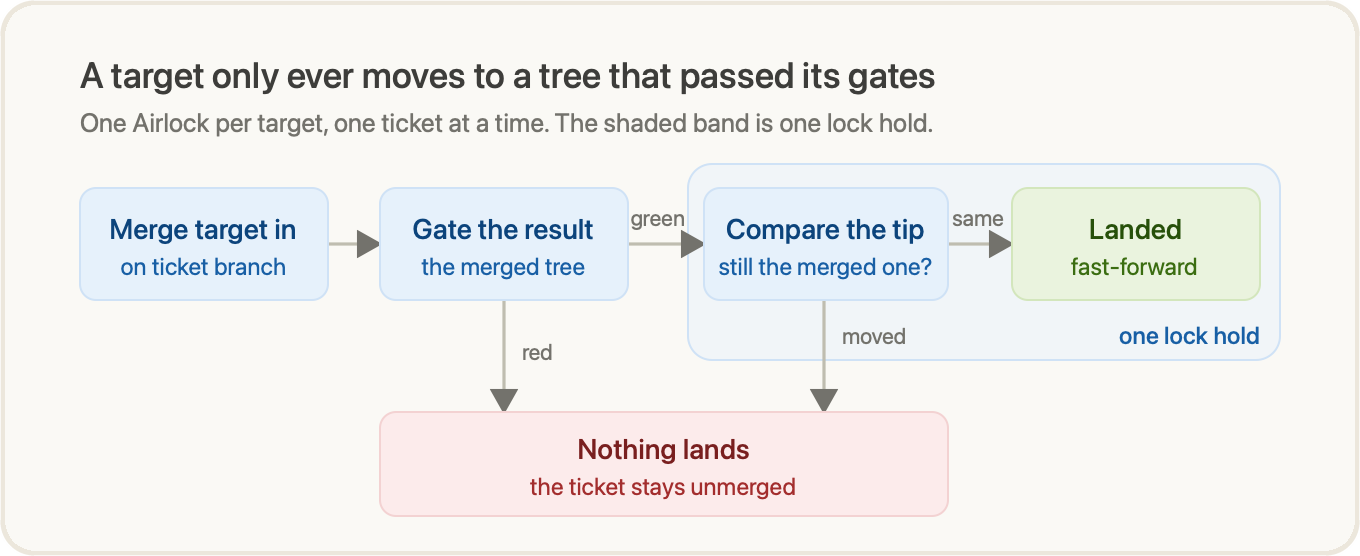 A target only ever moves to a tree that passed its gates
One Airlock per target, one ticket at a time. The shaded band is one lock hold.
Merge target in
on ticket branch
Gate the result
the merged tree
green
Compare the tip
still the merged one?
same
Landed
fast-forward
red
moved
one lock hold
Nothing lands
the ticket stays unmerged